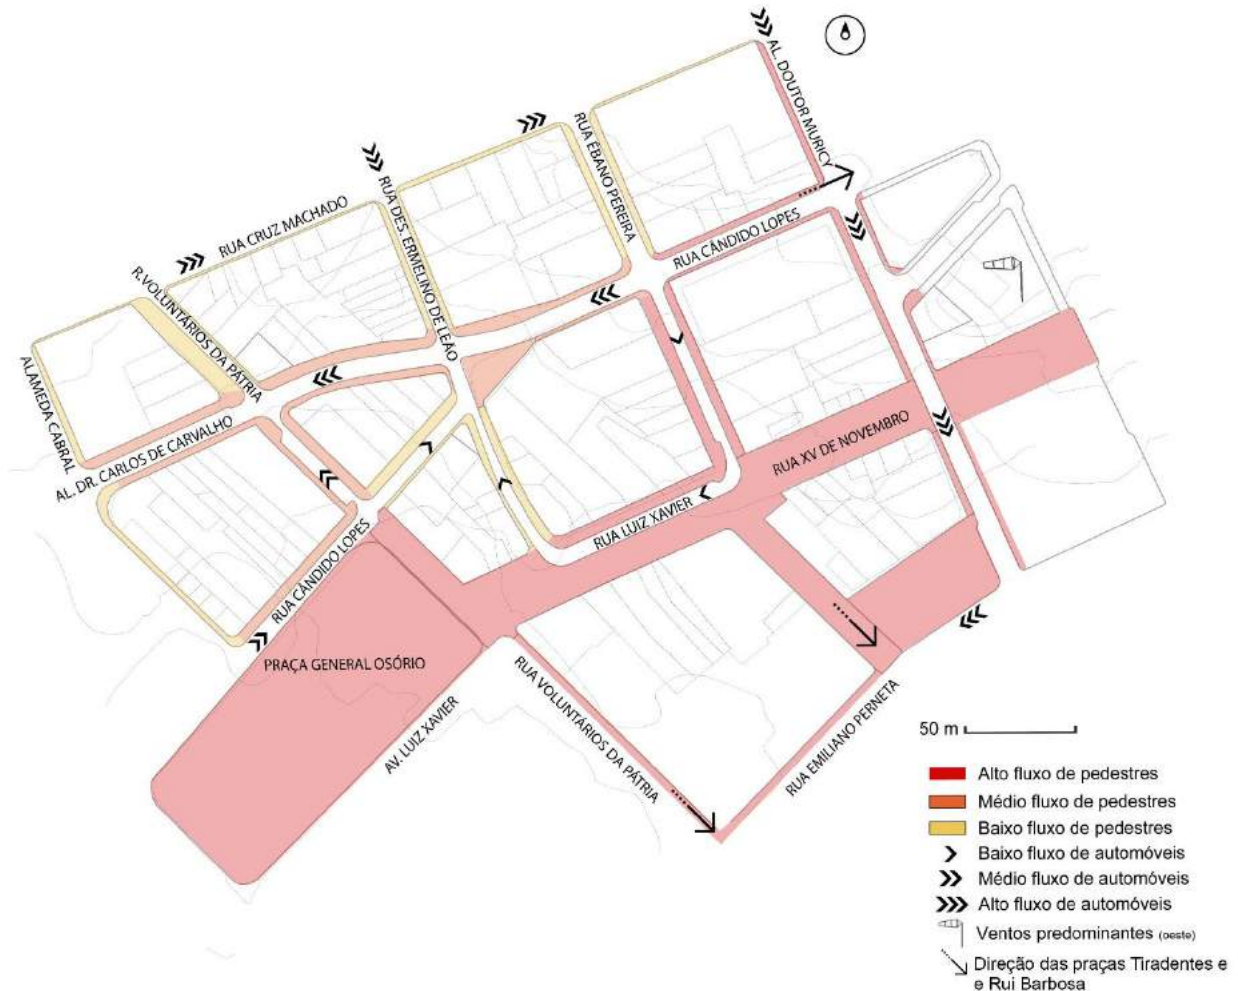 AL. DOUTOR MURICY
RUA ÉBANO PEREIRA
RUA DES. ERMELINO DE LEÃO
RUA CRUZ MACHADO
R.VOLUNTÁRIOS DA PÁTRIA
RUA CÂNDIDO LOPES
ALAMEDA CABRAL
AL. DR. CARLOS DE CARVALHO
RUA XV DE NOVEMBRO
RUA LUIZ XAVIER
RUA CÂNDIDO LOPES
PRAÇA GENERAL OSÓRIO
AV. LUIZ XAVIER
RUA VOLUNTÁRIOS DA PÁTRIA
RUA EMILIANO PERNETA
50 m
Alto fluxo de pedestres
Médio fluxo de pedestres
Baixo fluxo de pedestres
Baixo fluxo de automóveis
Médio fluxo de automóveis
Alto fluxo de automóveis
Ventos predominantes (oeste)
Direção das praças Tiradentes e
e Rui Barbosa